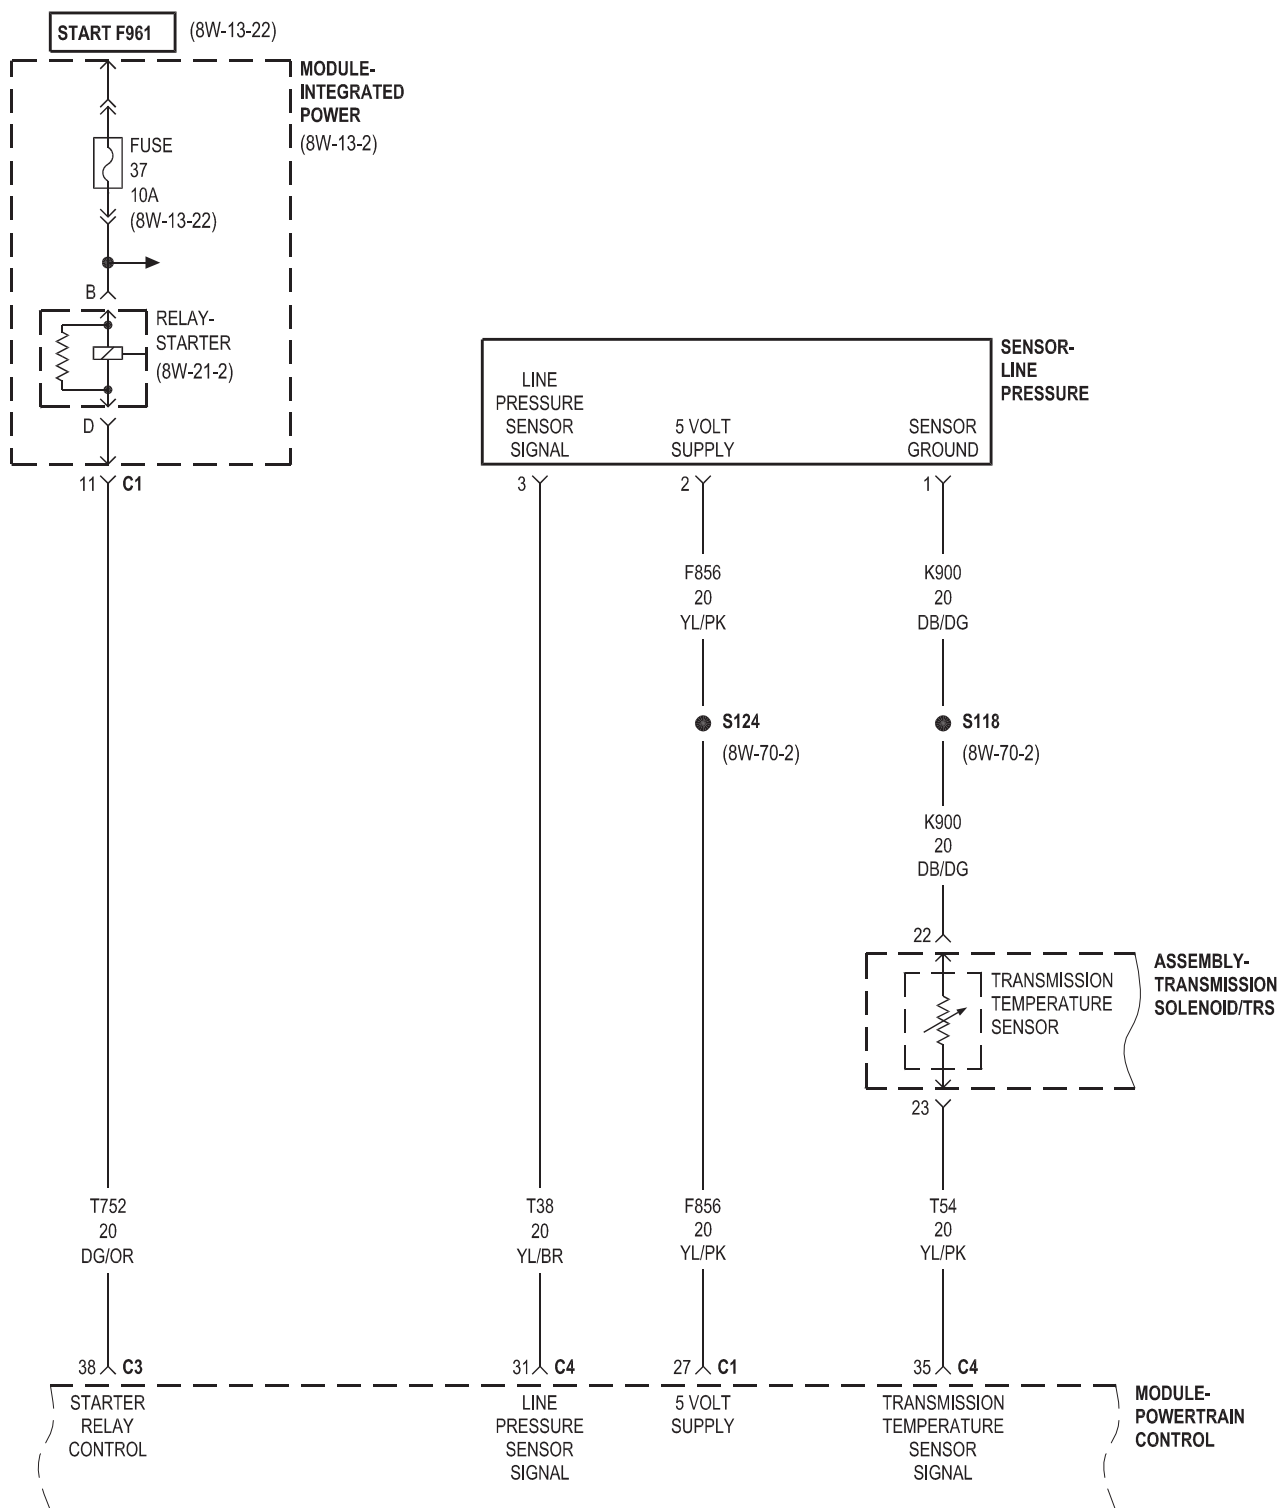 START F961
(8W-13-22)
MODULE-
INTEGRATED
POWER
(8W-13-2)
FUSE
37
10A
(8W-13-22)
B
RELAY-
STARTER
(8W-21-2)
D
11
C1
SENSOR-
LINE
PRESSURE
LINE
PRESSURE
SENSOR
SIGNAL
5 VOLT
SUPPLY
SENSOR
GROUND
3
2
1
F856
20
YL/PK
K900
20
DB/DG
S124
(8W-70-2)
S118
(8W-70-2)
K900
20
DB/DG
22
ASSEMBLY-
TRANSMISSION
SOLENOID/TRS
TRANSMISSION
TEMPERATURE
SENSOR
23
T752
20
DG/OR
T38
20
YL/BR
F856
20
YL/PK
T54
20
YL/PK
38
C3
31
C4
27
C1
35
C4
STARTER
RELAY
CONTROL
LINE
PRESSURE
SENSOR
SIGNAL
5 VOLT
SUPPLY
TRANSMISSION
TEMPERATURE
SENSOR
SIGNAL
MODULE-
POWERTRAIN
CONTROL